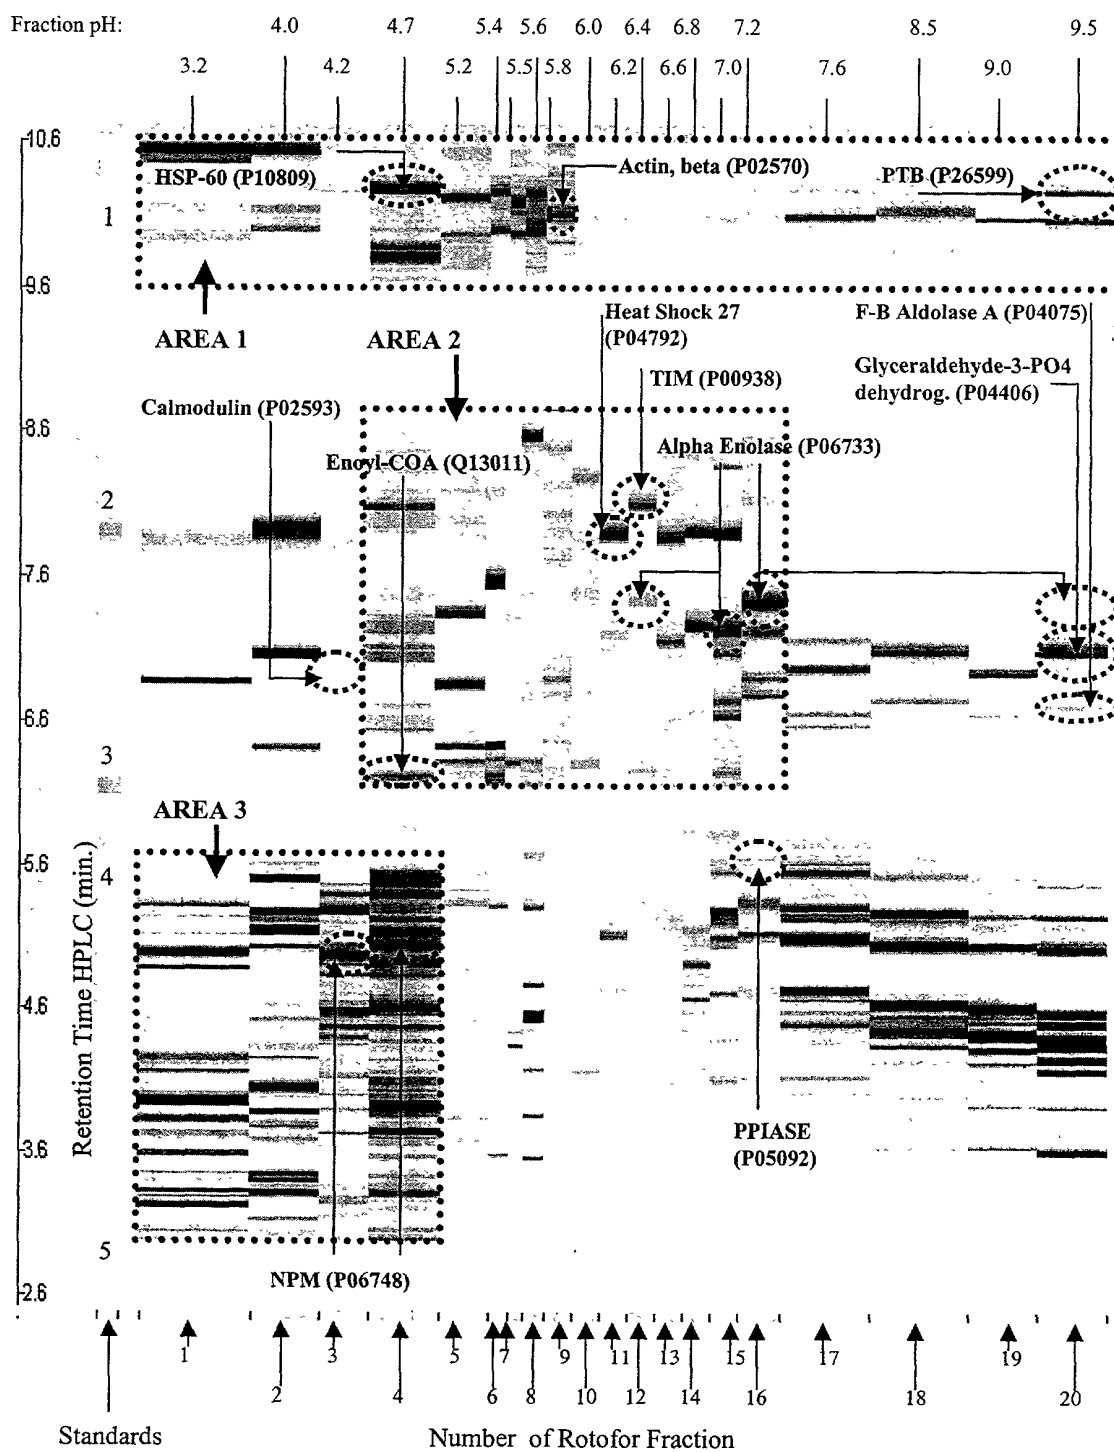 Fraction pH:
4.0 4.7 5.4 5.6 6.0 6.4 6.8 7.2 8.5 9.5
3.2 4.2 5.2 5.5 5.8 6.2 6.6 7.0 7.6 9.0
10.6
HSP-60 (P10809)
Actin, beta (P02570)
PTB (P26599)
1
9.6
AREA 1
AREA 2
Heat Shock 27
(P04792)
F-B Aldolase A (P04075)
TIM (P00938)
Glyceraldehyde-3-PO4
dehydrog. (P04406)
Calmodulin (P02593)
8.6
Enoyl-COA (Q13011)
Alpha Enolase (P06733)
2
7.6
6.6
3
AREA 3
5.6
4
Retention Time HPLC (min.)
4.6
3.6
PPIASE
(P05092)
5
NPM (P06748)
2.6
1 3 5 7 9 11 13 15 17 19
2 4 6 8 10 12 14 16 18 20
Standards
Number of Rotofor Fraction